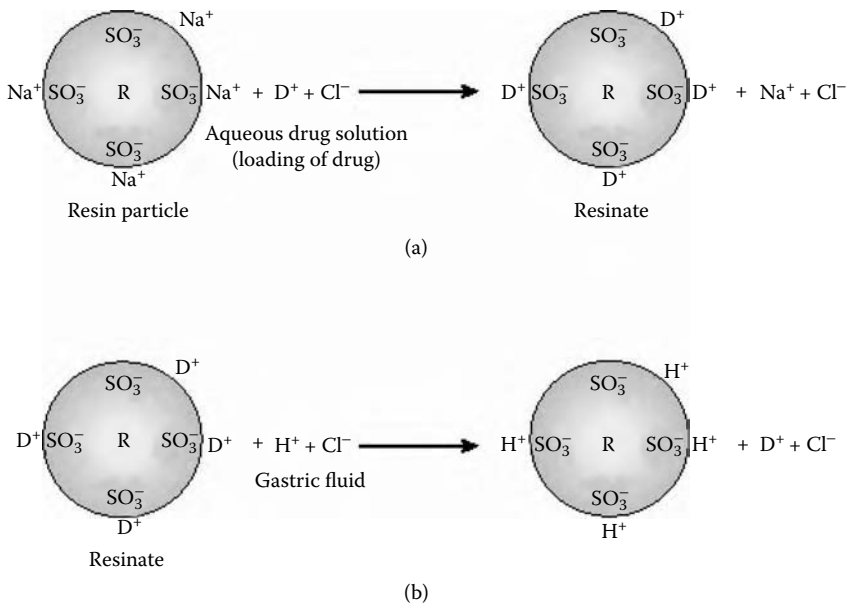 Na⁺
SO₃⁻
Na⁺ SO₃⁻ R SO₃⁻ Na⁺ + D⁺ + Cl⁻
SO₃⁻
Na⁺
Aqueous drug solution
(loading of drug)
Resin particle
D⁺
SO₃⁻
D⁺ SO₃⁻ R SO₃⁻ D⁺ + Na⁺ + Cl⁻
SO₃⁻
D⁺
Resinate
(a)
D⁺
SO₃⁻
D⁺ SO₃⁻ R SO₃⁻ D⁺ + H⁺ + Cl⁻
SO₃⁻
D⁺
Gastric fluid
Resinate
H⁺
SO₃⁻
H⁺ SO₃⁻ R SO₃⁻ H⁺ + D⁺ + Cl⁻
SO₃⁻
H⁺
(b)